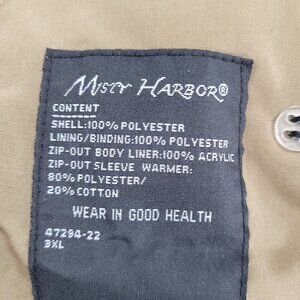 Misty Harbor®
CONTENT
SHELL:100% POLYESTER
LINING/BINDING:100% POLYESTER
ZIP-OUT BODY LINER:100% ACRYLIC
ZIP-OUT SLEEVE WARMER:
80% POLYESTER/
20% COTTON
WEAR IN GOOD HEALTH
47294-22
3XL